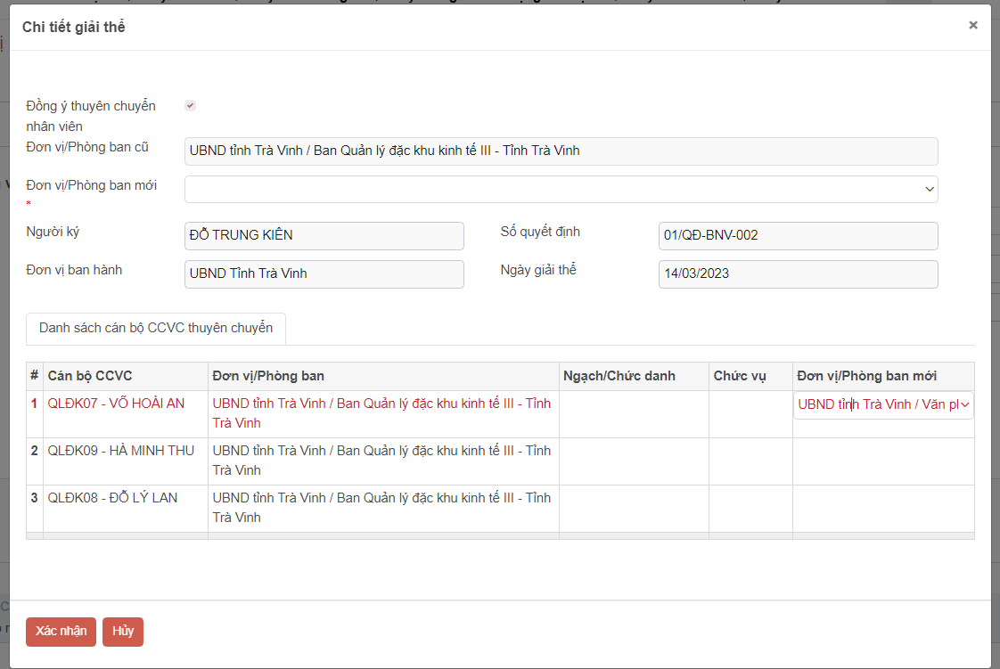 Chi tiết giải thể
×
Đồng ý thuyên chuyển
nhân viên
Đơn vị/Phòng ban cũ
UBND tỉnh Trà Vinh / Ban Quản lý đặc khu kinh tế III - Tỉnh Trà Vinh
Đơn vị/Phòng ban mới
*
Người ký
ĐỖ TRUNG KIÊN
Số quyết định
01/QĐ-BNV-002
Đơn vị ban hành
UBND Tỉnh Trà Vinh
Ngày giải thể
14/03/2023
Danh sách cán bộ CCVC thuyên chuyển
# Cán bộ CCVC Đơn vị/Phòng ban Ngạch/Chức danh Chức vụ Đơn vị/Phòng ban mới
1 QLĐK07 - VÕ HOÀI AN UBND tỉnh Trà Vinh / Ban Quản lý đặc khu kinh tế III - Tỉnh UBND tỉnh Trà Vinh / Văn
Trà Vinh
2 QLĐK09 - HÀ MINH THU UBND tỉnh Trà Vinh / Ban Quản lý đặc khu kinh tế III - Tỉnh
Trà Vinh
3 QLĐK08 - ĐỖ LÝ LAN UBND tỉnh Trà Vinh / Ban Quản lý đặc khu kinh tế III - Tỉnh
Trà Vinh
Xác nhận
Hủy